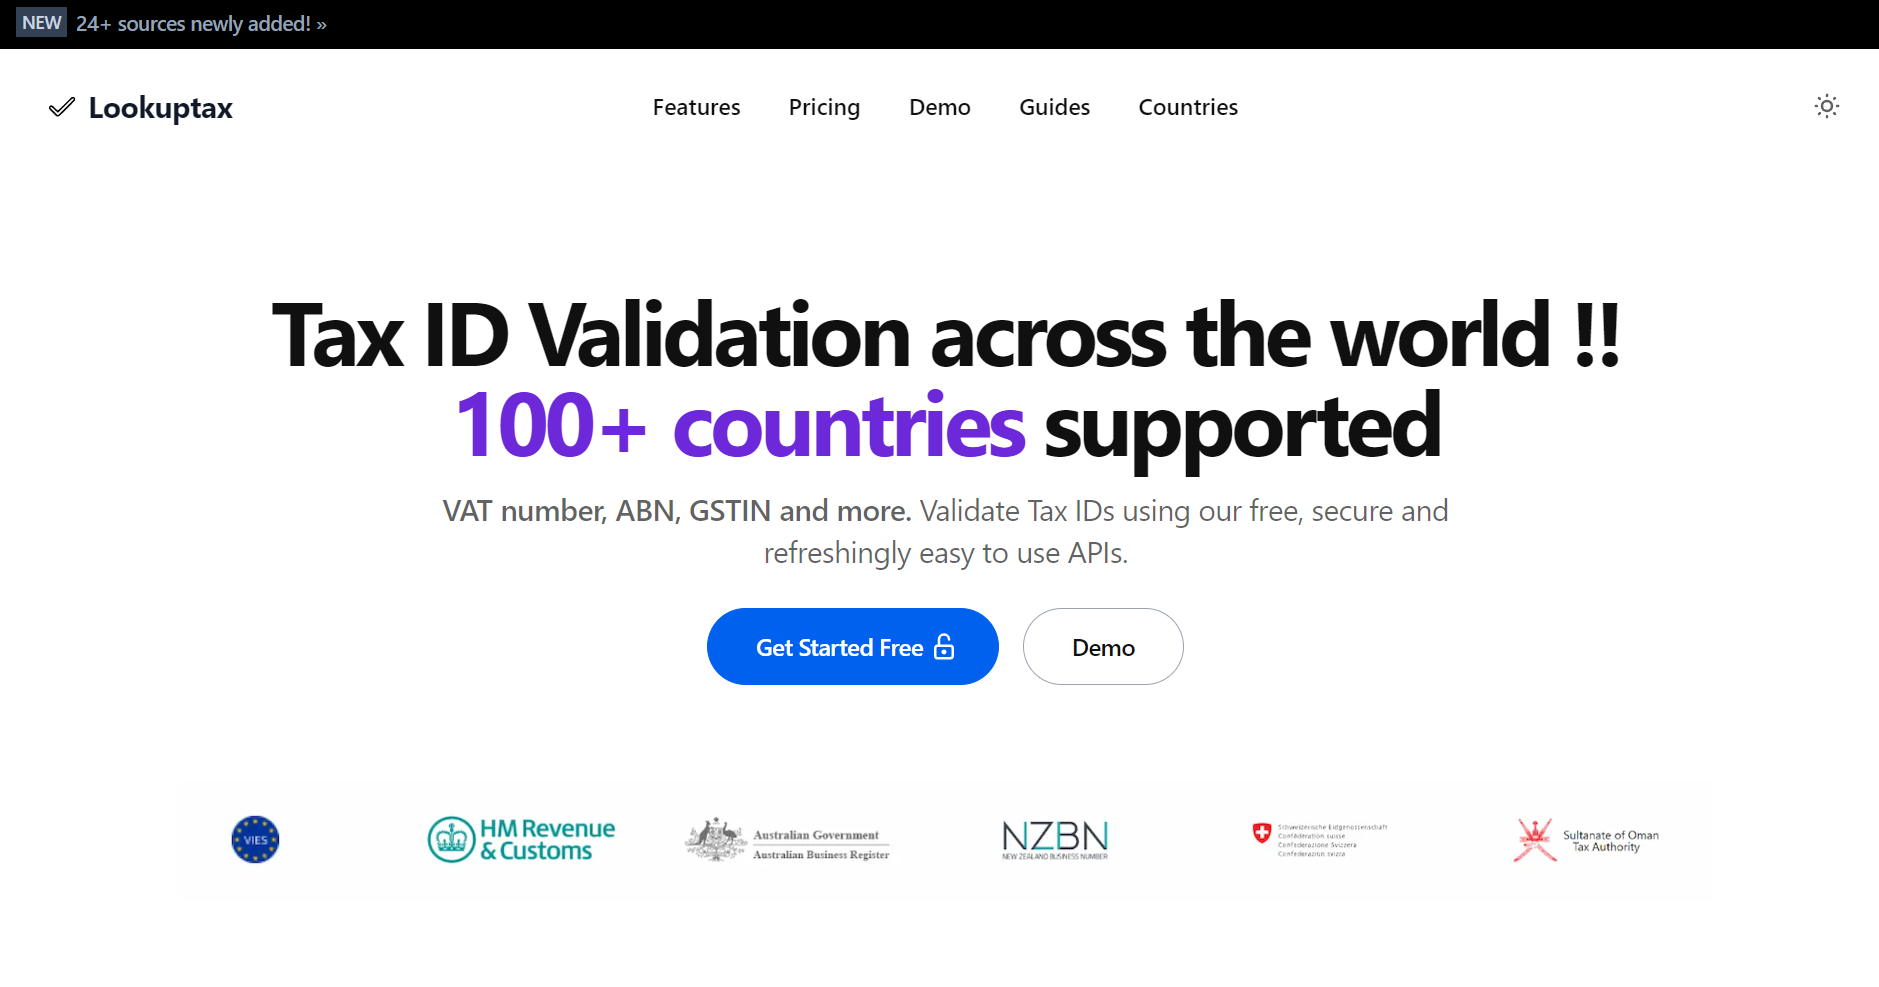 NEW 24+ sources newly added! »
Lookuptax
Features Pricing Demo Guides Countries
Tax ID Validation across the world !!
100+ countries supported
VAT number, ABN, GSTIN and more. Validate Tax IDs using our free, secure and
refreshingly easy to use APIs.
Get Started Free
Demo
VIES
HM Revenue
& Customs
Australian Government
Australian Business Register
NZBN
NEW ZEALAND BUSINESS NUMBER
Schweizerische Eidgenossenschaft
Confédération suisse
Confederazione Svizzera
Confederaziun svizra
Sultanate of Oman
Tax Authority